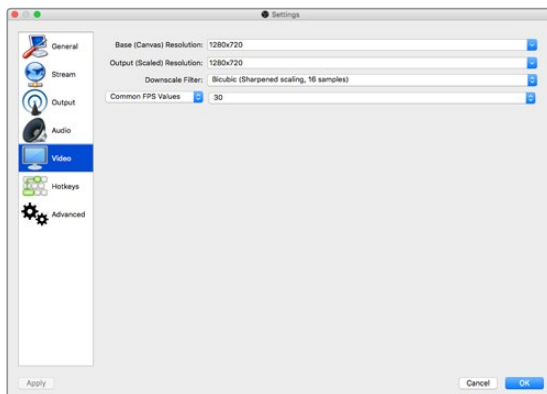 Settings
General
Stream
Output
Audio
Video
Hotkeys
Advanced
Base (Canvas) Resolution: 1280x720
Output (Scaled) Resolution: 1280x720
Downscale Filter: Bicubic (Sharpened scaling, 16 samples)
Common FPS Values 30
Apply Cancel OK